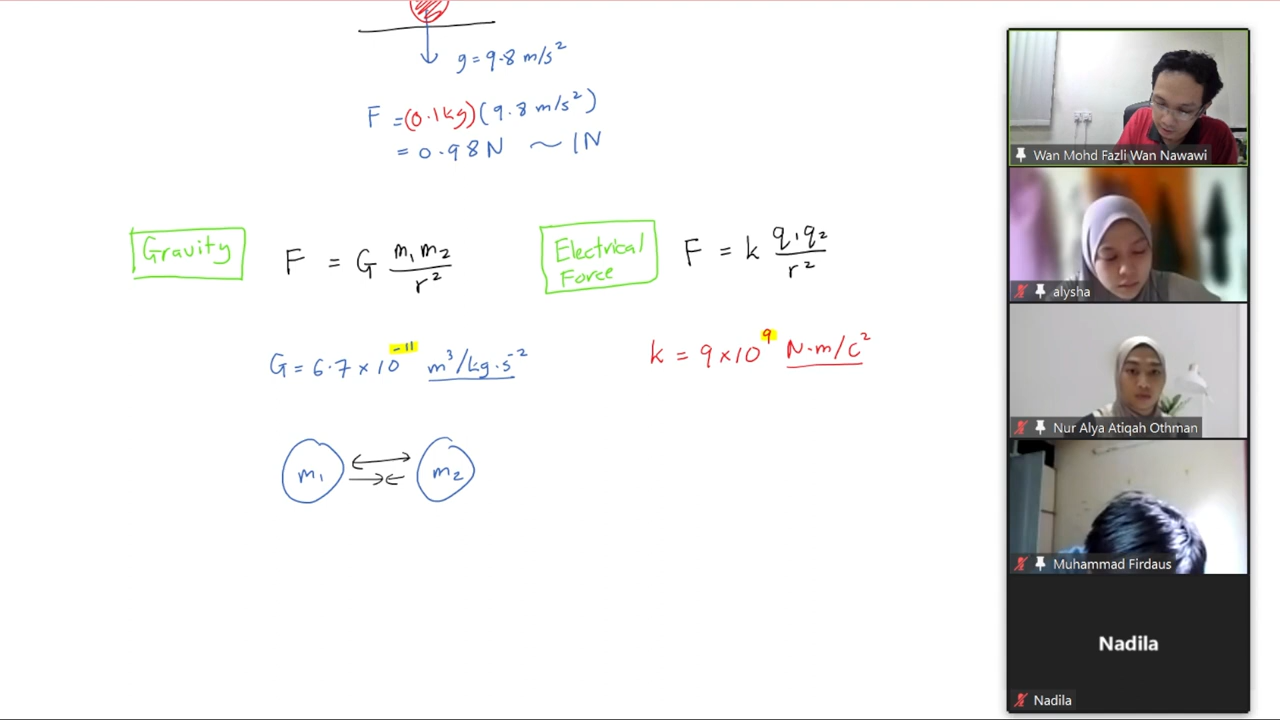 g = 9.8 m/s²
F = (0.1kg)(9.8 m/s²)
= 0.98 N ~ 1N
Gravity
F = G m₁m₂ / r²
Electrical Force
F = k q₁q₂ / r²
G = 6.7 × 10⁻¹¹ m³/kg·s⁻²
k = 9 × 10⁹ N·m/C²
m₁
m₂
Wan Mohd Fazli Wan Nawawi
alysha
Nur Alya Atiqah Othman
Muhammad Firdaus
Nadila
Nadila